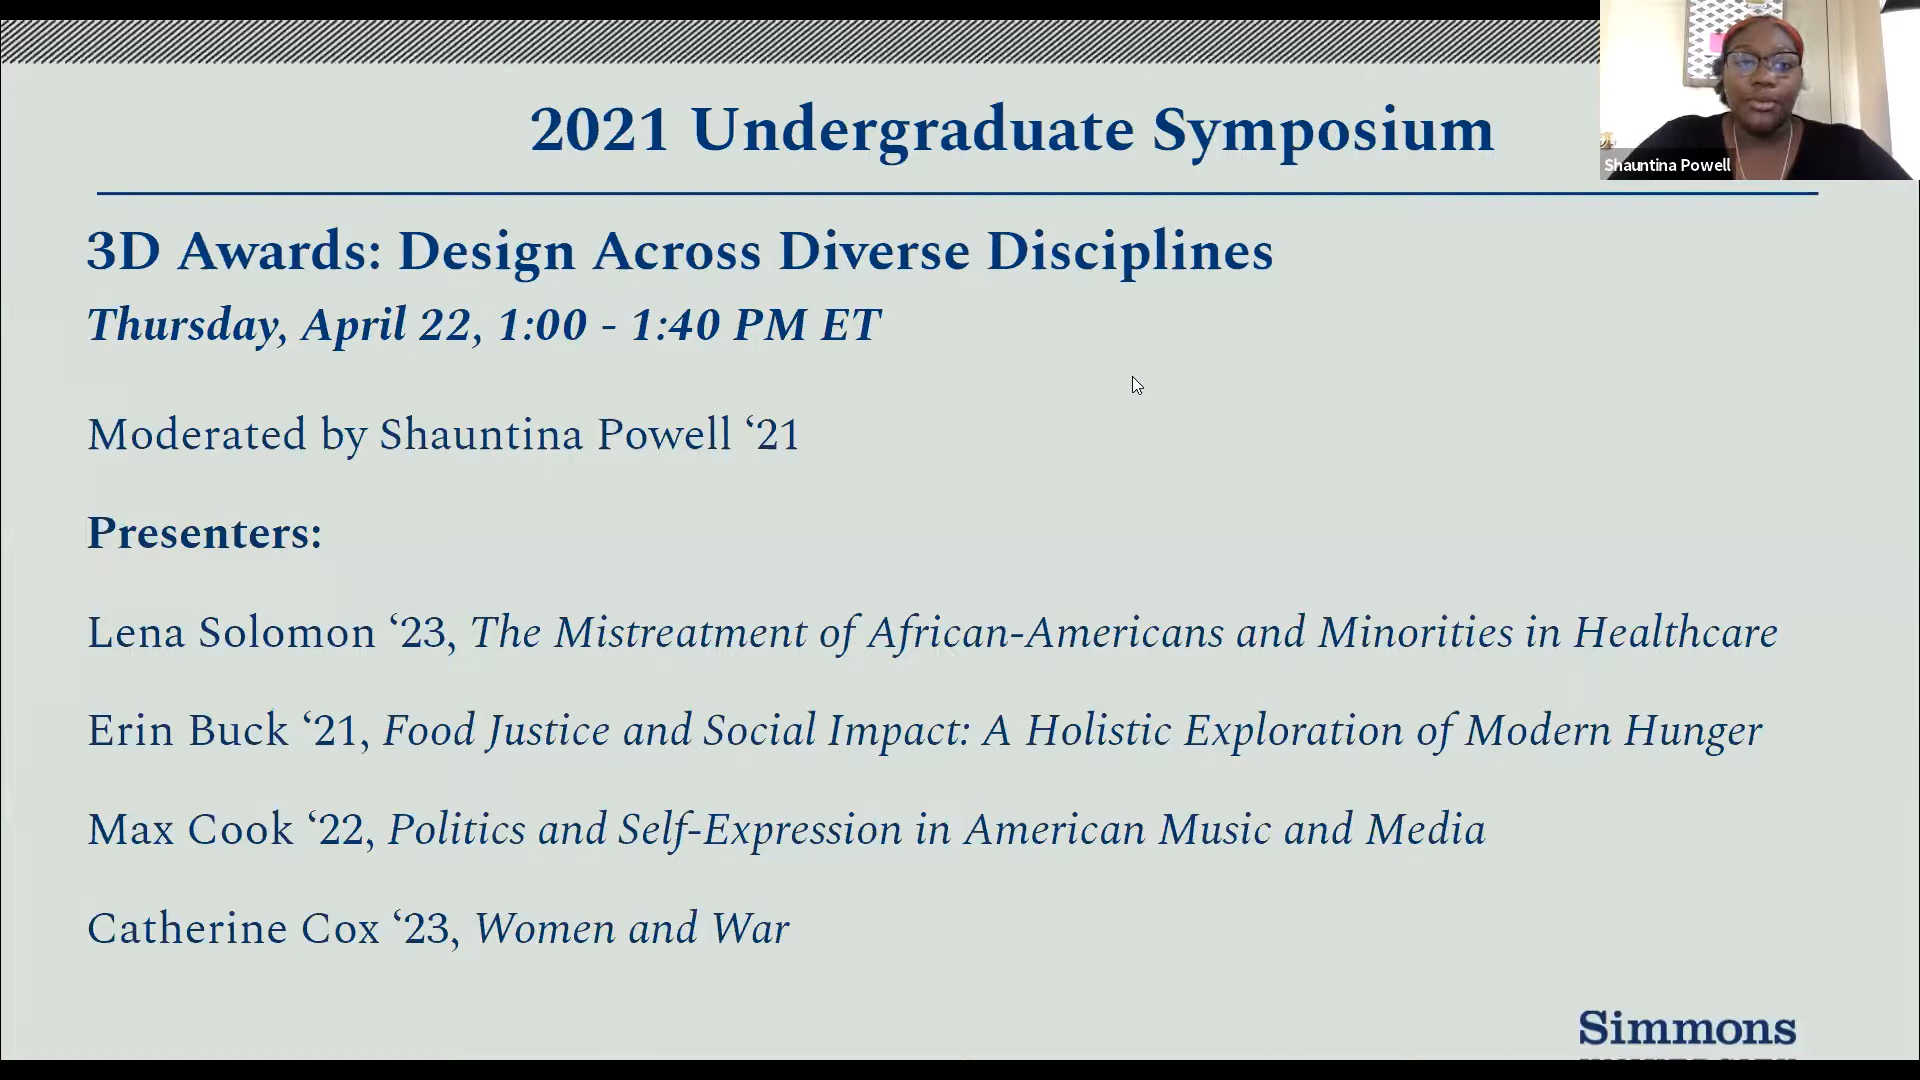 2021 Undergraduate Symposium
Shauntina Powell
3D Awards: Design Across Diverse Disciplines
Thursday, April 22, 1:00 - 1:40 PM ET
Moderated by Shauntina Powell ‘21
Presenters:
Lena Solomon ‘23, The Mistreatment of African-Americans and Minorities in Healthcare
Erin Buck ‘21, Food Justice and Social Impact: A Holistic Exploration of Modern Hunger
Max Cook ‘22, Politics and Self-Expression in American Music and Media
Catherine Cox ‘23, Women and War
Simmons